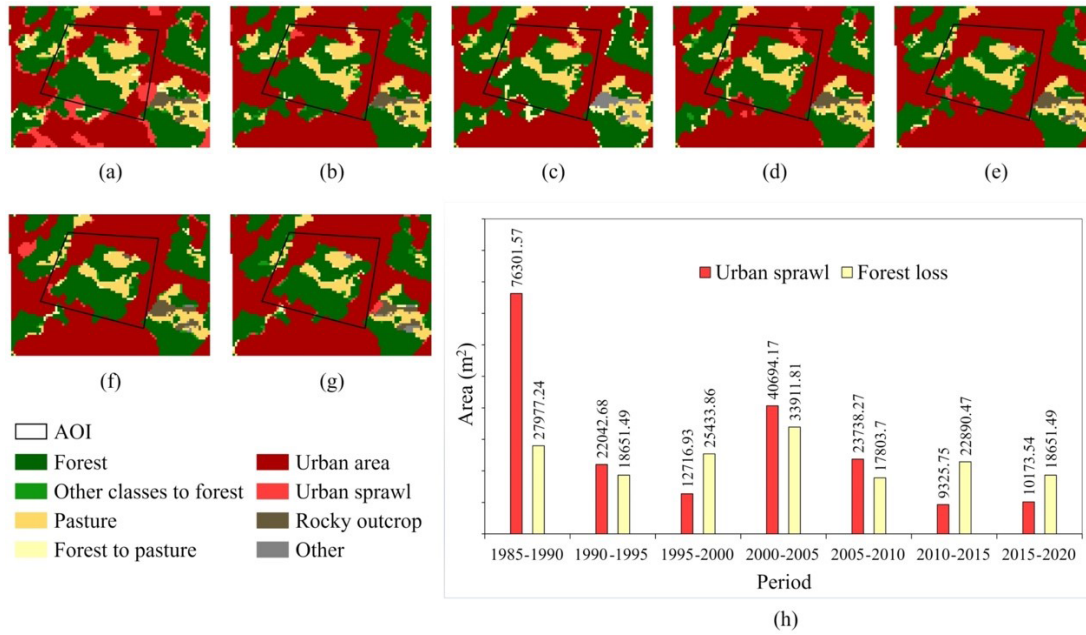 (a)
(b)
(c)
(d)
(e)
(f)
(g)
AOI
Forest
Other classes to forest
Pasture
Forest to pasture
Urban area
Urban sprawl
Rocky outcrop
Other
Area (m²)
Urban sprawl
Forest loss
76301.57
27977.24
22042.68
18651.49
12716.93
25433.86
40694.17
33911.81
23738.27
17803.7
9325.75
22890.47
10173.54
18651.49
1985-1990
1990-1995
1995-2000
2000-2005
2005-2010
2010-2015
2015-2020
Period
(h)